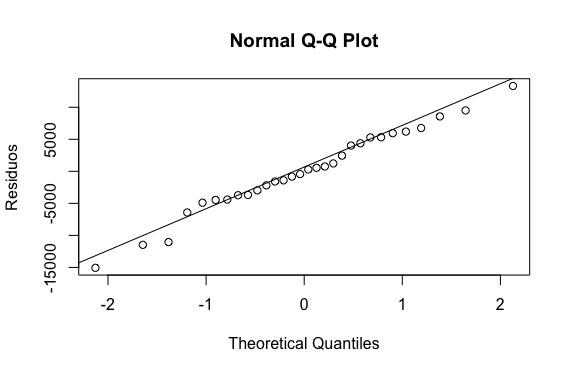 Normal Q-Q Plot
Residuos
5000
-5000
-15000
-2
-1
0
1
2
Theoretical Quantiles